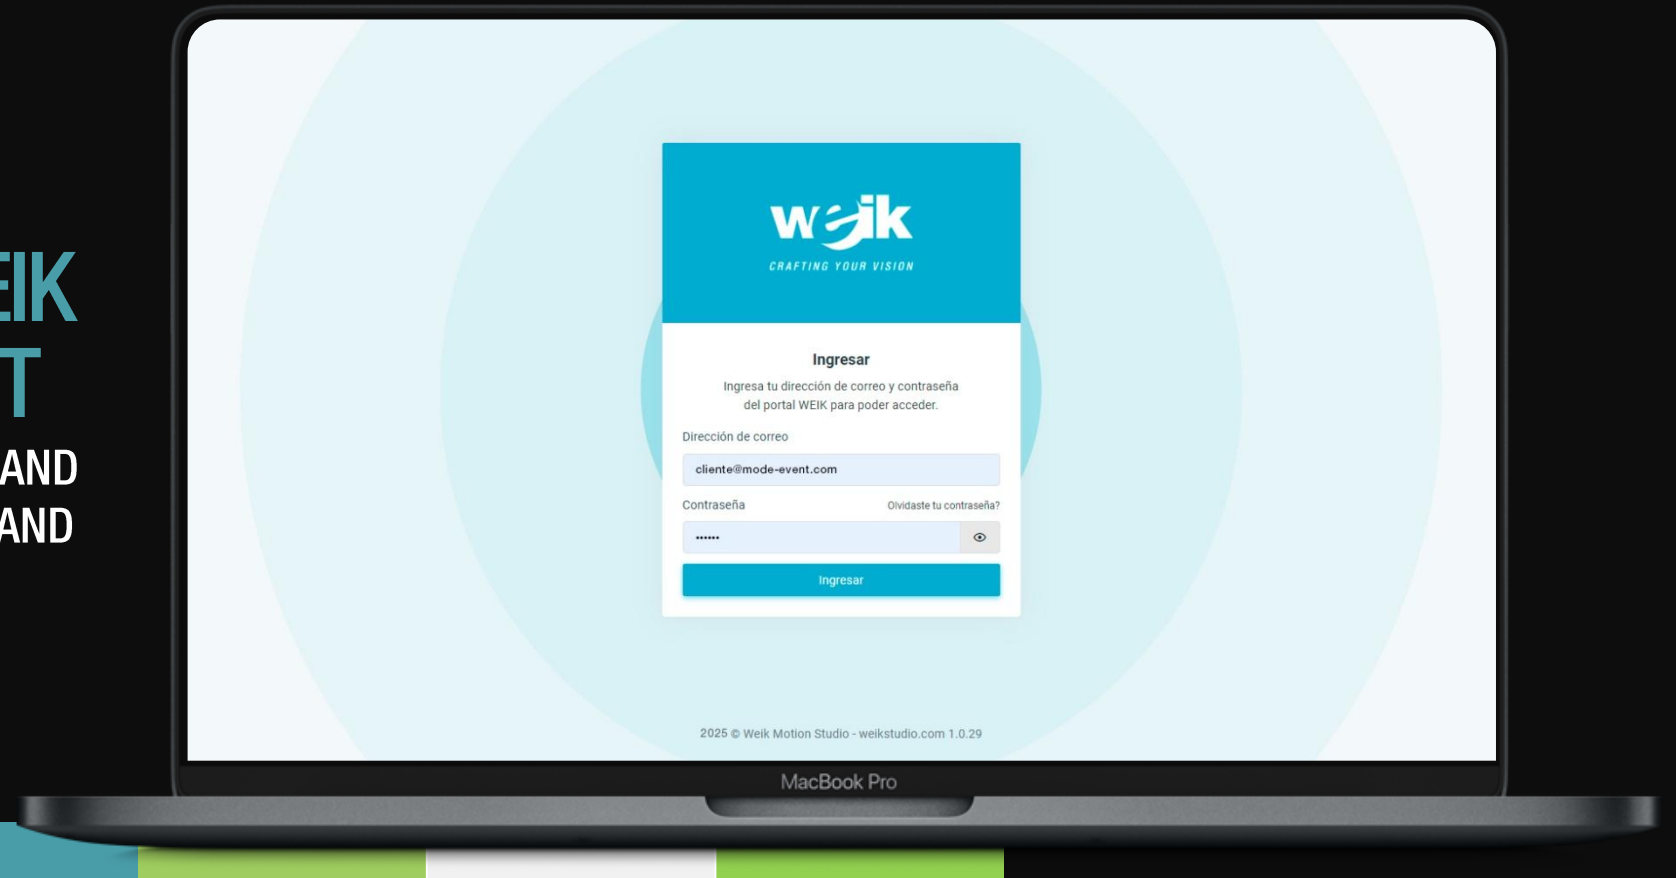 EIK
T
AND
AND
weik
CRAFTING YOUR VISION
Ingresar
Ingresa tu dirección de correo y contraseña
del portal WEIK para poder acceder.
Dirección de correo
cliente@mode-event.com
Contraseña
Olvidaste tu contraseña?
••••••
Ingresar
2025 © Weik Motion Studio - weikstudio.com 1.0.29
MacBook Pro